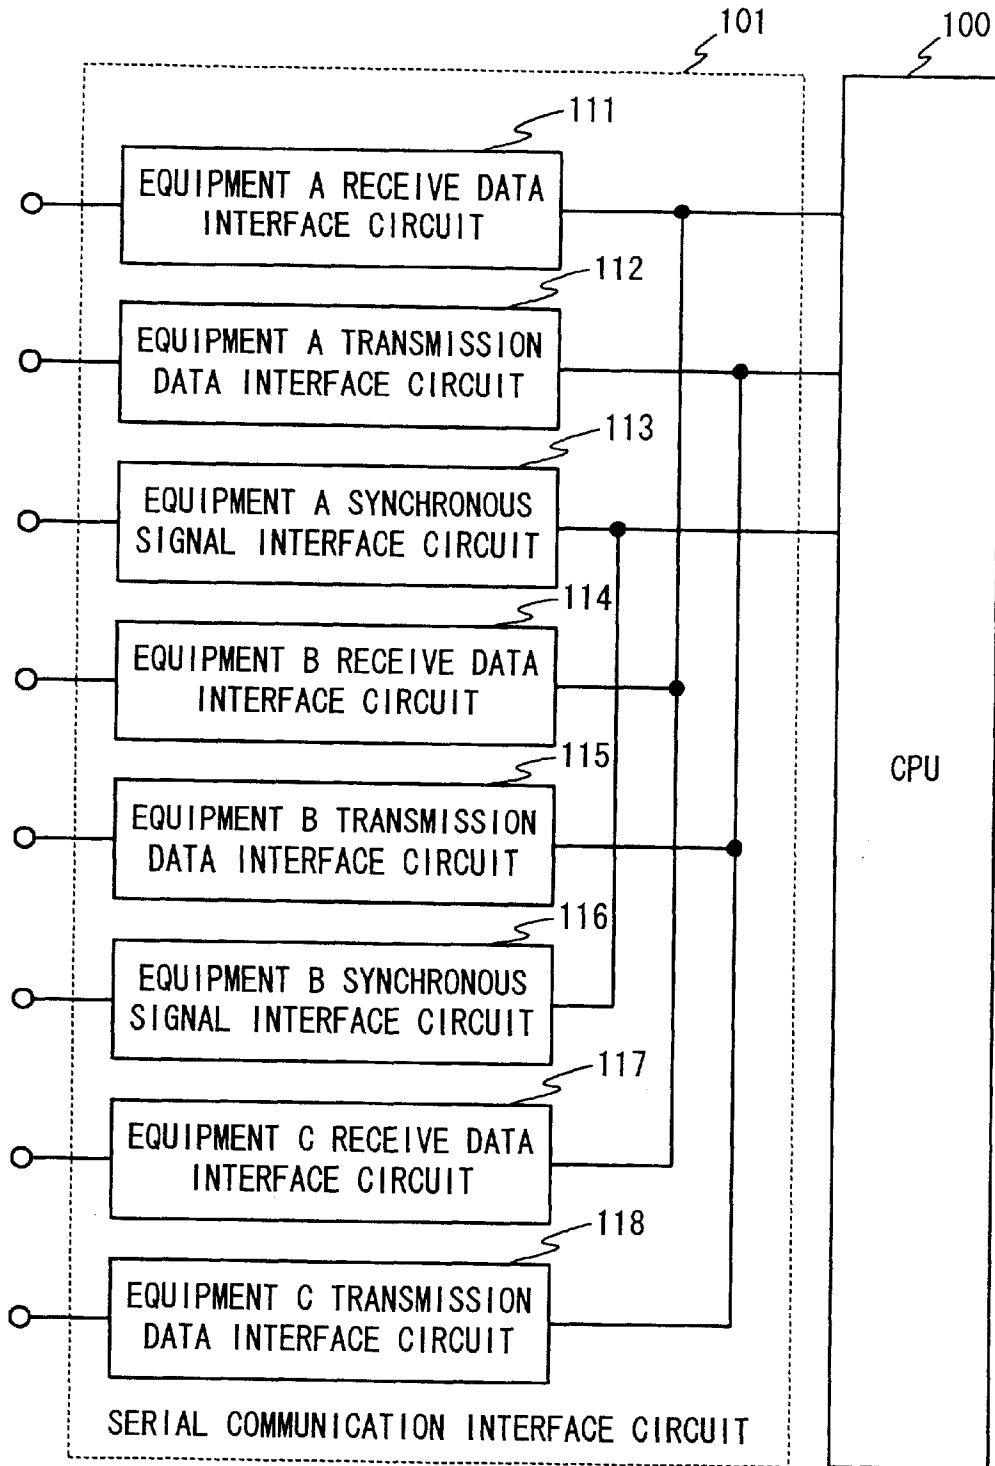 101
100
111
EQUIPMENT A RECEIVE DATA
INTERFACE CIRCUIT
112
EQUIPMENT A TRANSMISSION
DATA INTERFACE CIRCUIT
113
EQUIPMENT A SYNCHRONOUS
SIGNAL INTERFACE CIRCUIT
114
EQUIPMENT B RECEIVE DATA
INTERFACE CIRCUIT
115
EQUIPMENT B TRANSMISSION
DATA INTERFACE CIRCUIT
CPU
116
EQUIPMENT B SYNCHRONOUS
SIGNAL INTERFACE CIRCUIT
117
EQUIPMENT C RECEIVE DATA
INTERFACE CIRCUIT
118
EQUIPMENT C TRANSMISSION
DATA INTERFACE CIRCUIT
SERIAL COMMUNICATION INTERFACE CIRCUIT